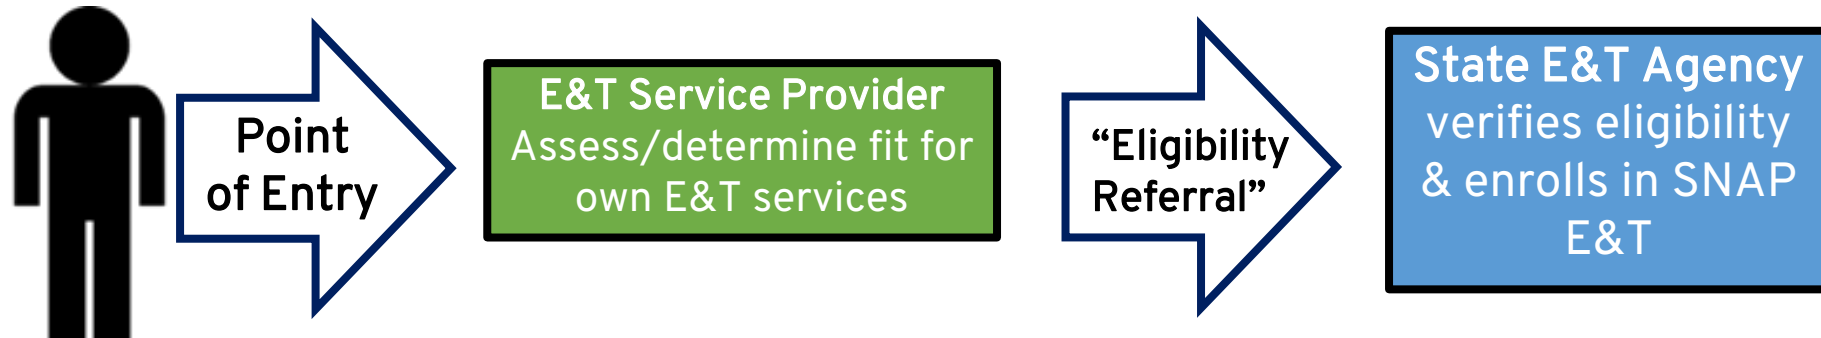 Point
of Entry
E&T Service Provider
Assess/determine fit for
own E&T services
“Eligibility
Referral”
State E&T Agency
verifies eligibility
& enrolls in SNAP
E&T